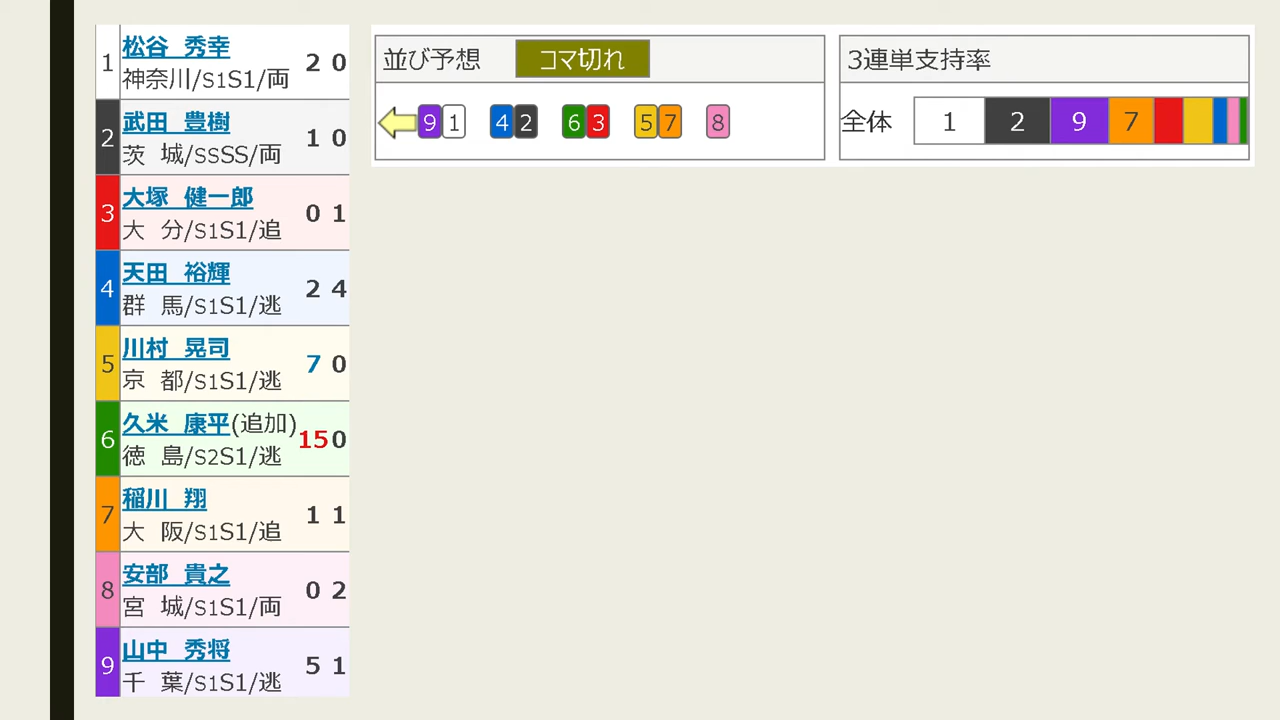 1 松谷 秀幸 2 0
神奈川/S1S1/両
2 武田 豊樹 1 0
茨 城/SSSS/両
3 大塚 健一郎 0 1
大 分/S1S1/追
4 天田 裕輝 2 4
群 馬/S1S1/逃
5 川村 晃司 7 0
京 都/S1S1/逃
6 久米 康平(追加) 15 0
徳 島/S2S1/逃
7 稲川 翔 1 1
大 阪/S1S1/追
8 安部 貴之 0 2
宮 城/S1S1/両
9 山中 秀将 5 1
千 葉/S1S1/逃
並び予想 コマ切れ
9 1 4 2 6 3 5 7 8
3連単支持率
全体 1 2 9 7